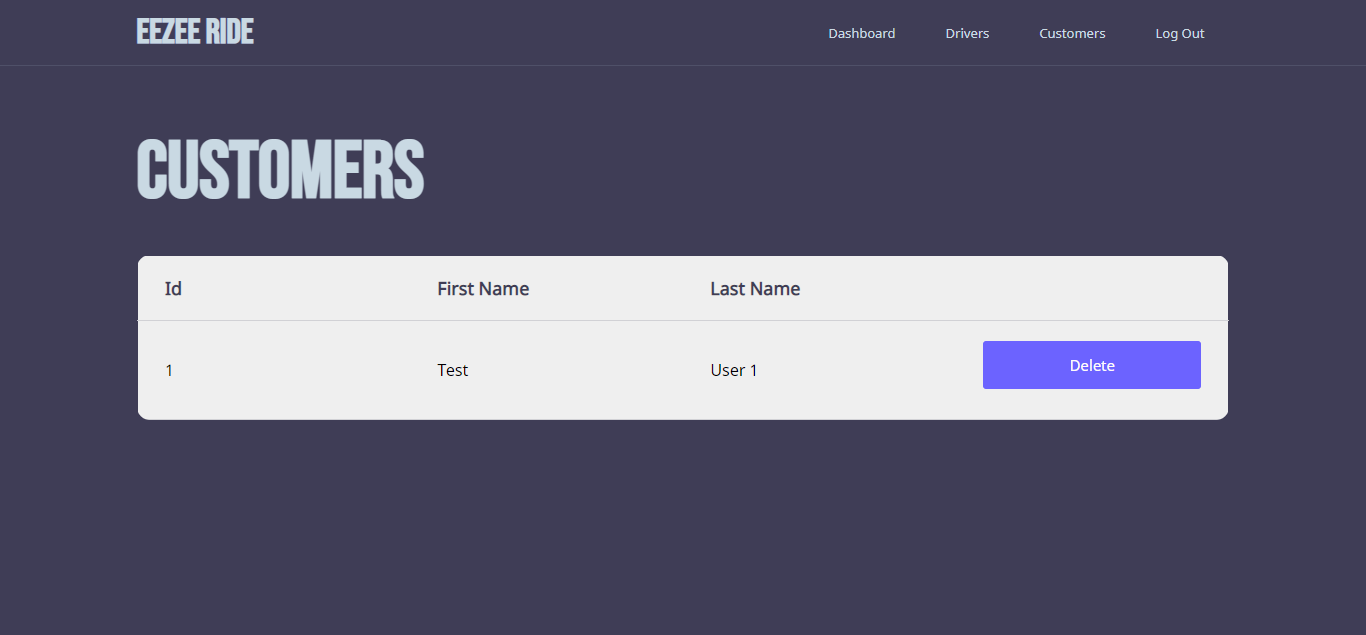 EEZEE RIDE Dashboard Drivers Customers Log Out
CUSTOMERS
Id First Name Last Name
1 Test User 1 Delete